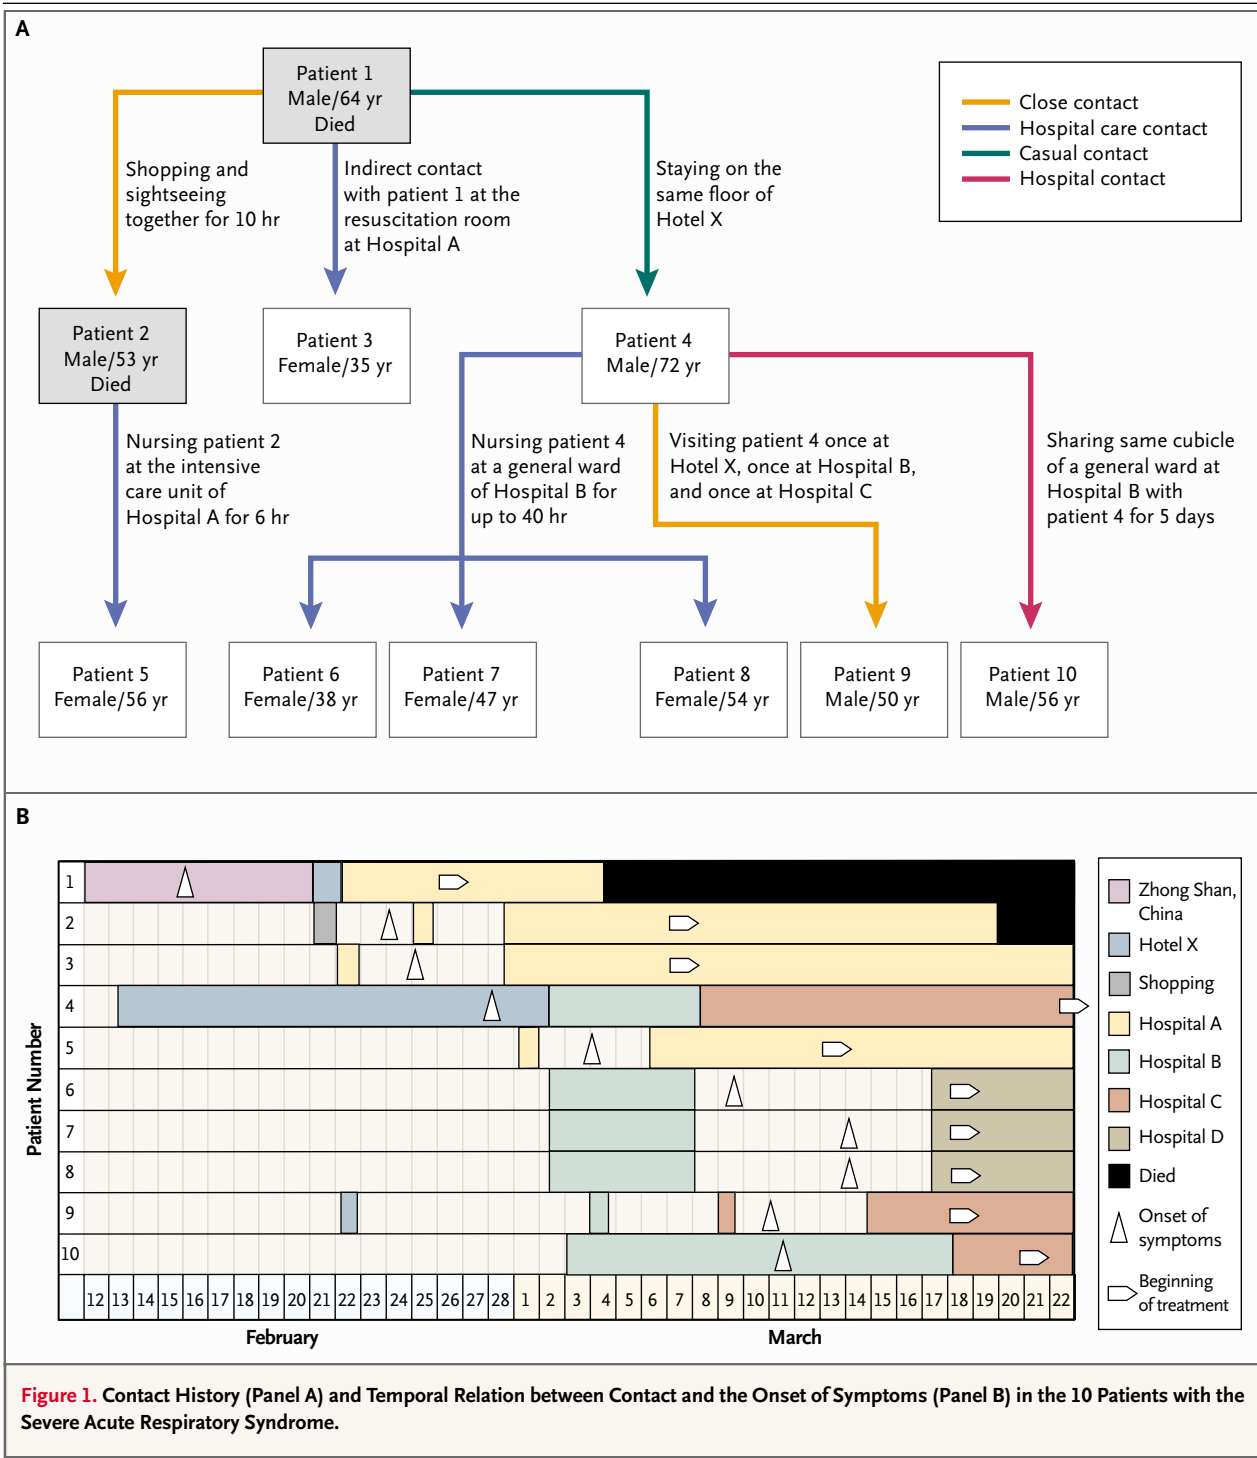 A
Patient 1
Male/64 yr
Died
Close contact
Hospital care contact
Casual contact
Hospital contact
Shopping and
sightseeing
together for 10 hr
Indirect contact
with patient 1 at the
resuscitation room
at Hospital A
Staying on the
same floor of
Hotel X
Patient 2
Male/53 yr
Died
Patient 3
Female/35 yr
Patient 4
Male/72 yr
Nursing patient 2
at the intensive
care unit of
Hospital A for 6 hr
Nursing patient 4
at a general ward
of Hospital B for
up to 40 hr
Visiting patient 4 once at
Hotel X, once at Hospital B,
and once at Hospital C
Sharing same cubicle
of a general ward at
Hospital B with
patient 4 for 5 days
Patient 5
Female/56 yr
Patient 6
Female/38 yr
Patient 7
Female/47 yr
Patient 8
Female/54 yr
Patient 9
Male/50 yr
Patient 10
Male/56 yr
B
Patient Number
1
2
3
4
5
6
7
8
9
10
12 13 14 15 16 17 18 19 20 21 22 23 24 25 26 27 28 1 2 3 4 5 6 7 8 9 10 11 12 13 14 15 16 17 18 19 20 21 22
February
March
Zhong Shan,
China
Hotel X
Shopping
Hospital A
Hospital B
Hospital C
Hospital D
Died
Onset of
symptoms
Beginning
of treatment
Figure 1. Contact History (Panel A) and Temporal Relation between Contact and the Onset of Symptoms (Panel B) in the 10 Patients with the
Severe Acute Respiratory Syndrome.